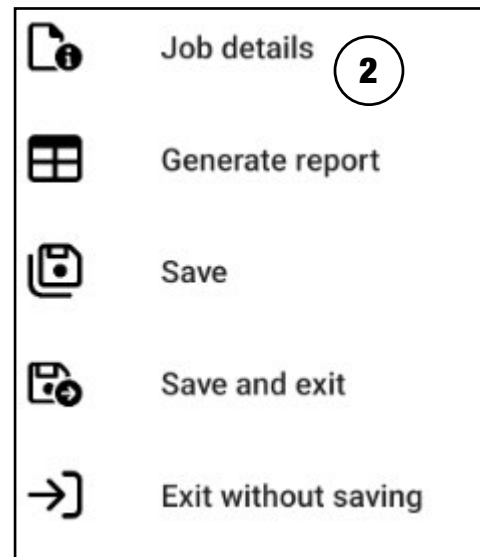 Job details 2
Generate report
Save
Save and exit
Exit without saving